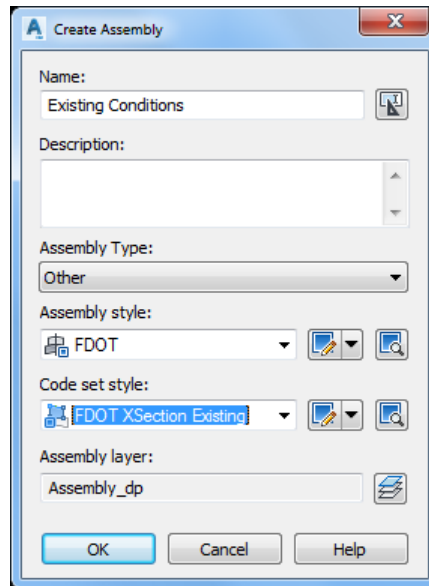 Create Assembly
Name:
Existing Conditions
Description:
Assembly Type:
Other
Assembly style:
FDOT
Code set style:
FDOT XSection Existing
Assembly layer:
Assembly_dp
OK Cancel Help